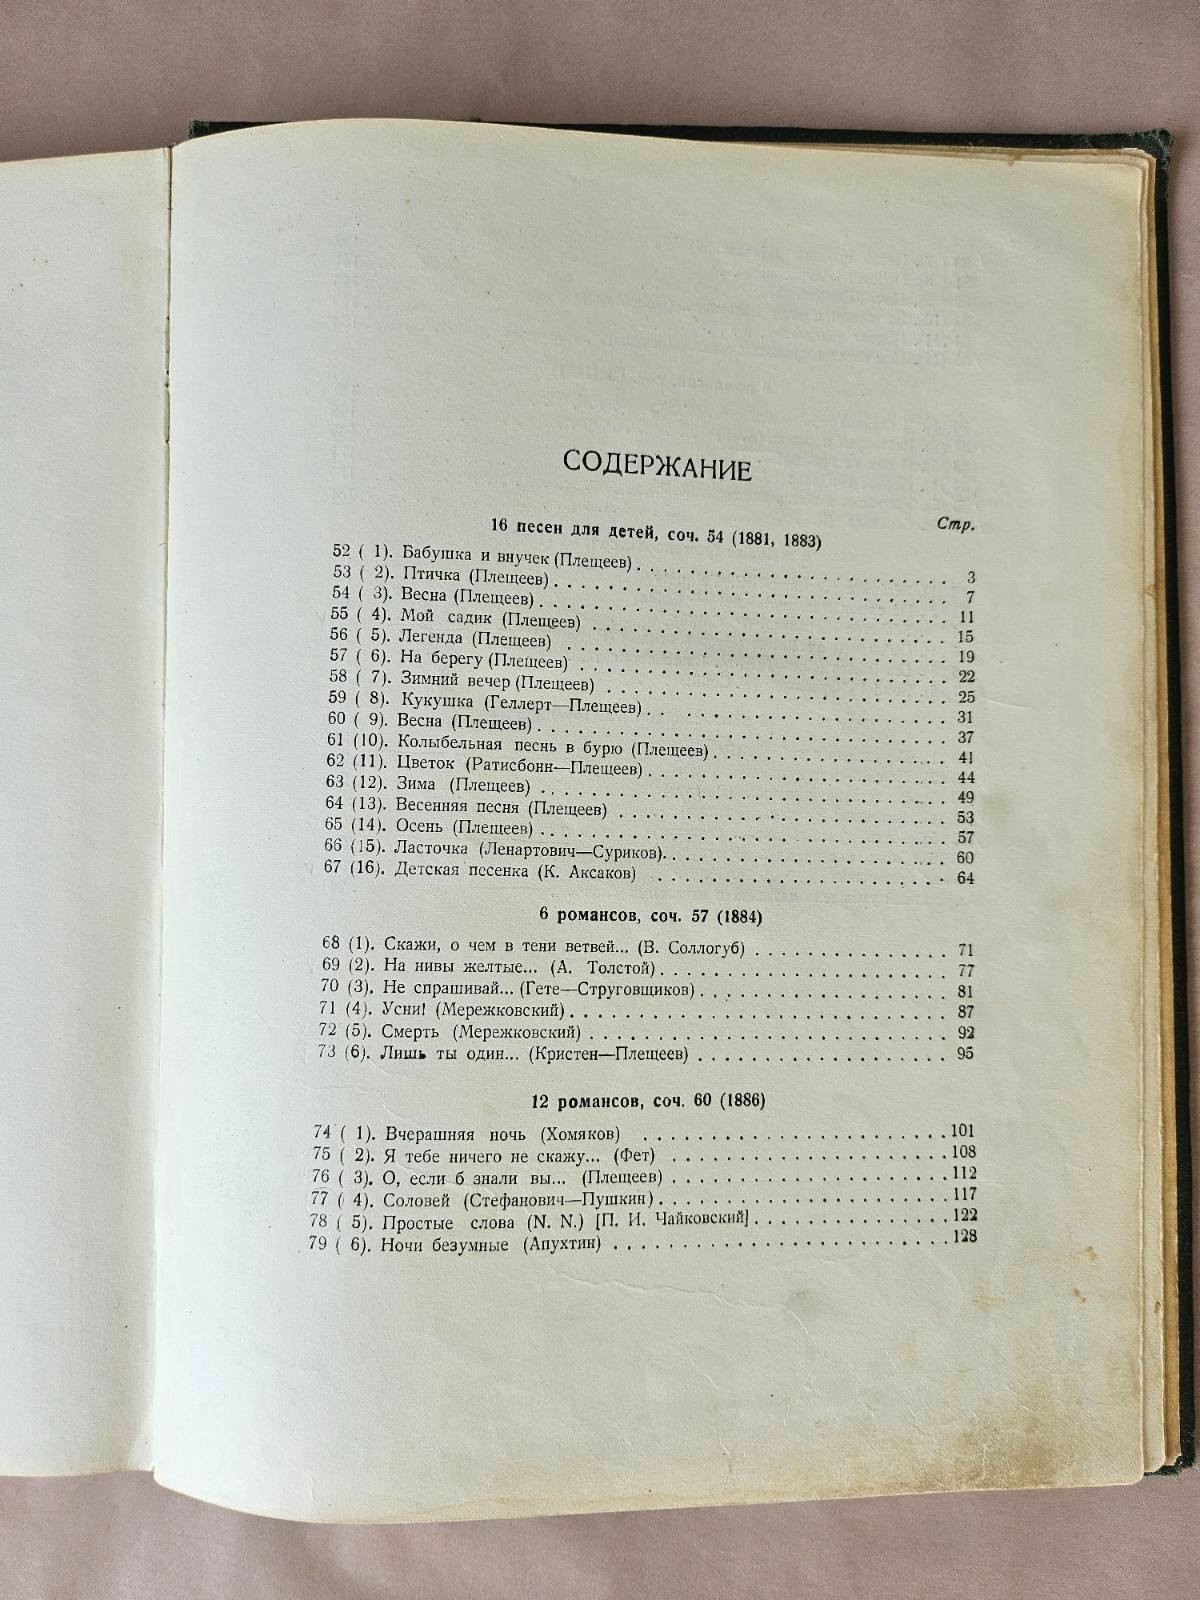 СОДЕРЖАНИЕ
16 песен для детей, соч. 54 (1881, 1883) Стр.
52 ( 1). Бабушка и внучек (Плещеев) . . . . . . . . . . 3
53 ( 2). Птичка (Плещеев) . . . . . . . . . . 7
54 ( 3). Весна (Плещеев) . . . . . . . . . . 11
55 ( 4). Мой садик (Плещеев) . . . . . . . . . . 15
56 ( 5). Легенда (Плещеев) . . . . . . . . . . 19
57 ( 6). На берегу (Плещеев) . . . . . . . . . . 22
58 ( 7). Зимний вечер (Плещеев) . . . . . . . . . . 25
59 ( 8). Кукушка (Геллерт—Плещеев) . . . . . . . . . . 31
60 ( 9). Весна (Плещеев) . . . . . . . . . . 37
61 (10). Колыбельная песнь в бурю (Плещеев) . . . . . . . . . . 41
62 (11). Цветок (Ратисбонн—Плещеев) . . . . . . . . . . 44
63 (12). Зима (Плещеев) . . . . . . . . . . 49
64 (13). Весенняя песня (Плещеев) . . . . . . . . . . 53
65 (14). Осень (Плещеев) . . . . . . . . . . 57
66 (15). Ласточка (Ленартович—Суриков) . . . . . . . . . . 60
67 (16). Детская песенка (К. Аксаков) . . . . . . . . . . 64
6 романсов, соч. 57 (1884)
68 (1). Скажи, о чем в тени ветвей... (В. Соллогуб) . . . . . . . . . . 71
69 (2). На нивы желтые... (А. Толстой) . . . . . . . . . . 77
70 (3). Не спрашивай... (Гете—Струговщиков) . . . . . . . . . . 81
71 (4). Усни! (Мережковский) . . . . . . . . . . 87
72 (5). Смерть (Мережковский) . . . . . . . . . . 92
73 (6). Лишь ты один... (Кристен—Плещеев) . . . . . . . . . . 95
12 романсов, соч. 60 (1886)
74 ( 1). Вчерашняя ночь (Хомяков) . . . . . . . . . . 101
75 ( 2). Я тебе ничего не скажу... (Фет) . . . . . . . . . . 108
76 ( 3). О, если б знали вы... (Плещеев) . . . . . . . . . . 112
77 ( 4). Соловей (Стефанович—Пушкин) . . . . . . . . . . 117
78 ( 5). Простые слова (N. N.) [П. И. Чайковский] . . . . . . . . . . 122
79 ( 6). Ночи безумные (Апухтин) . . . . . . . . . . 128